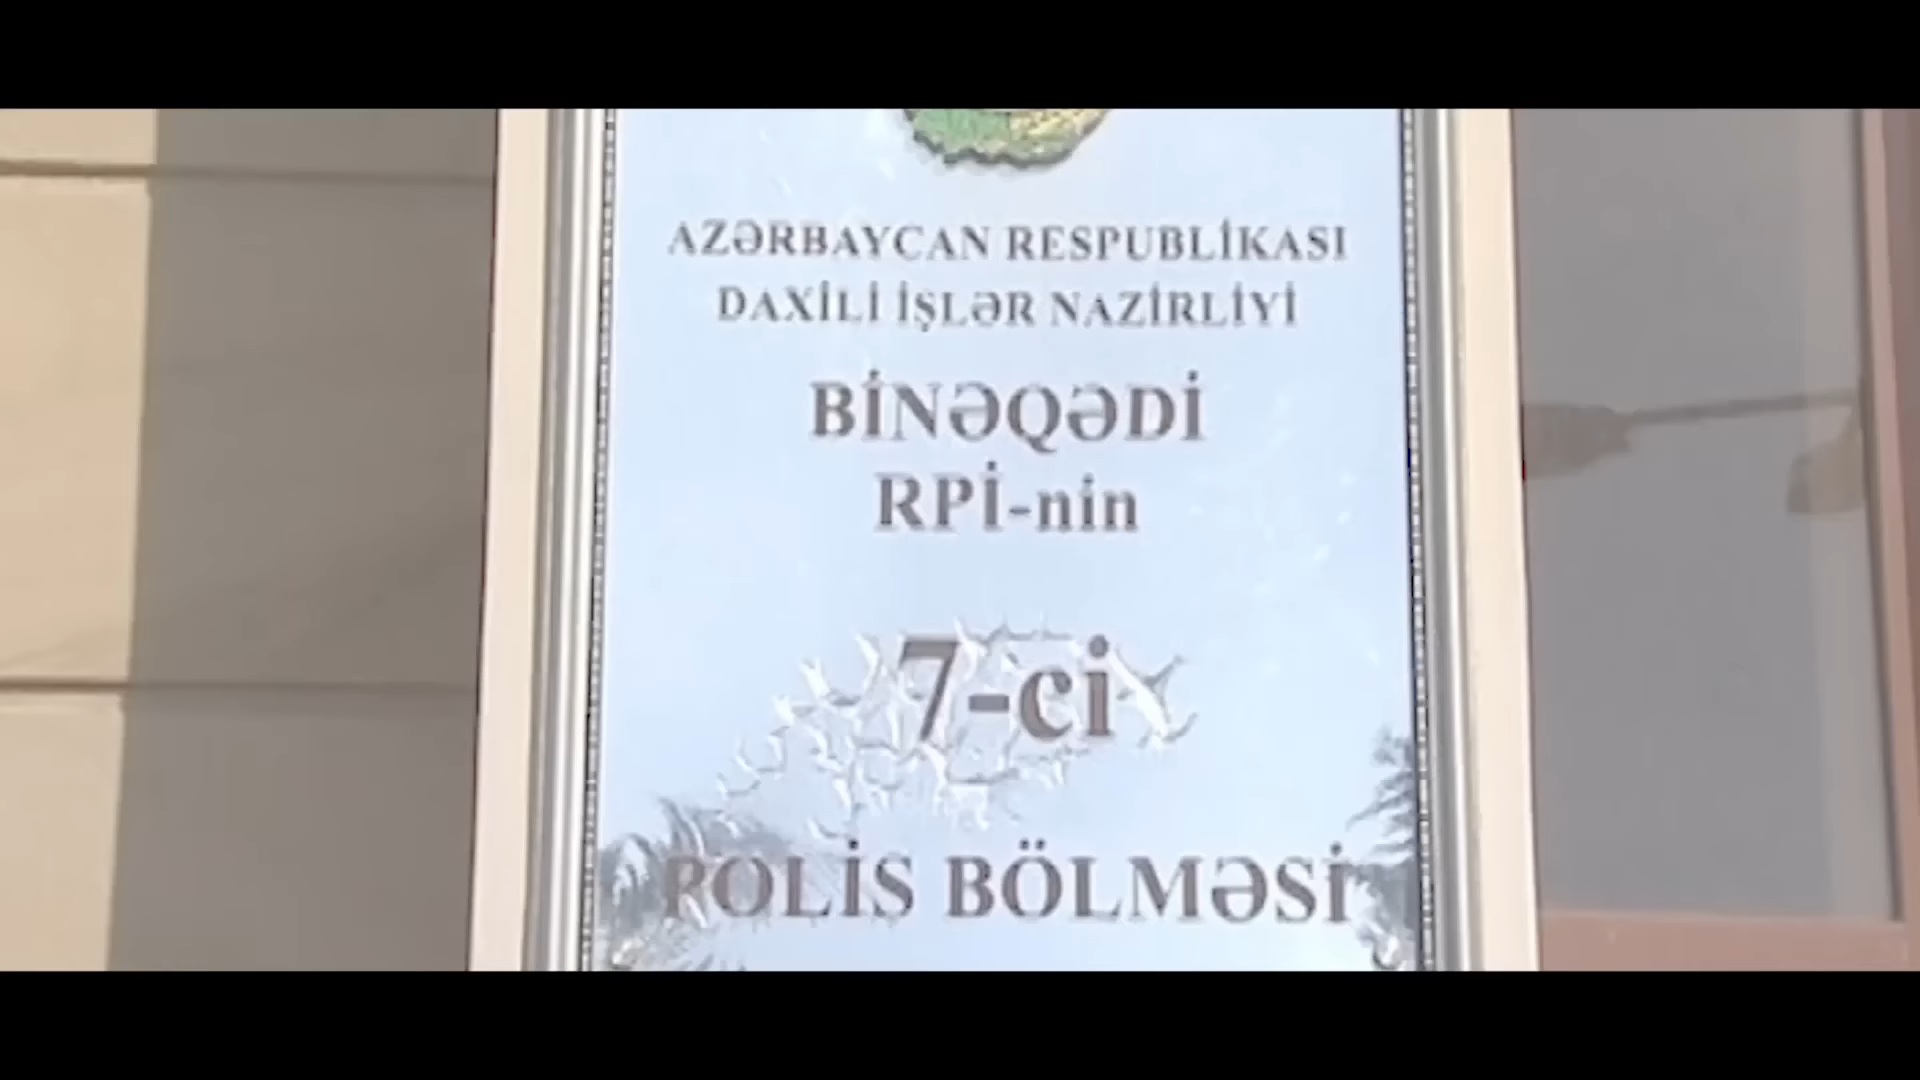 AZƏRBAYCAN RESPUBLİKASI
DAXİLİ İŞLƏR NAZİRLİYİ
BİNƏQƏDİ
RPİ-nin
7-ci
POLİS BÖLMƏSİ